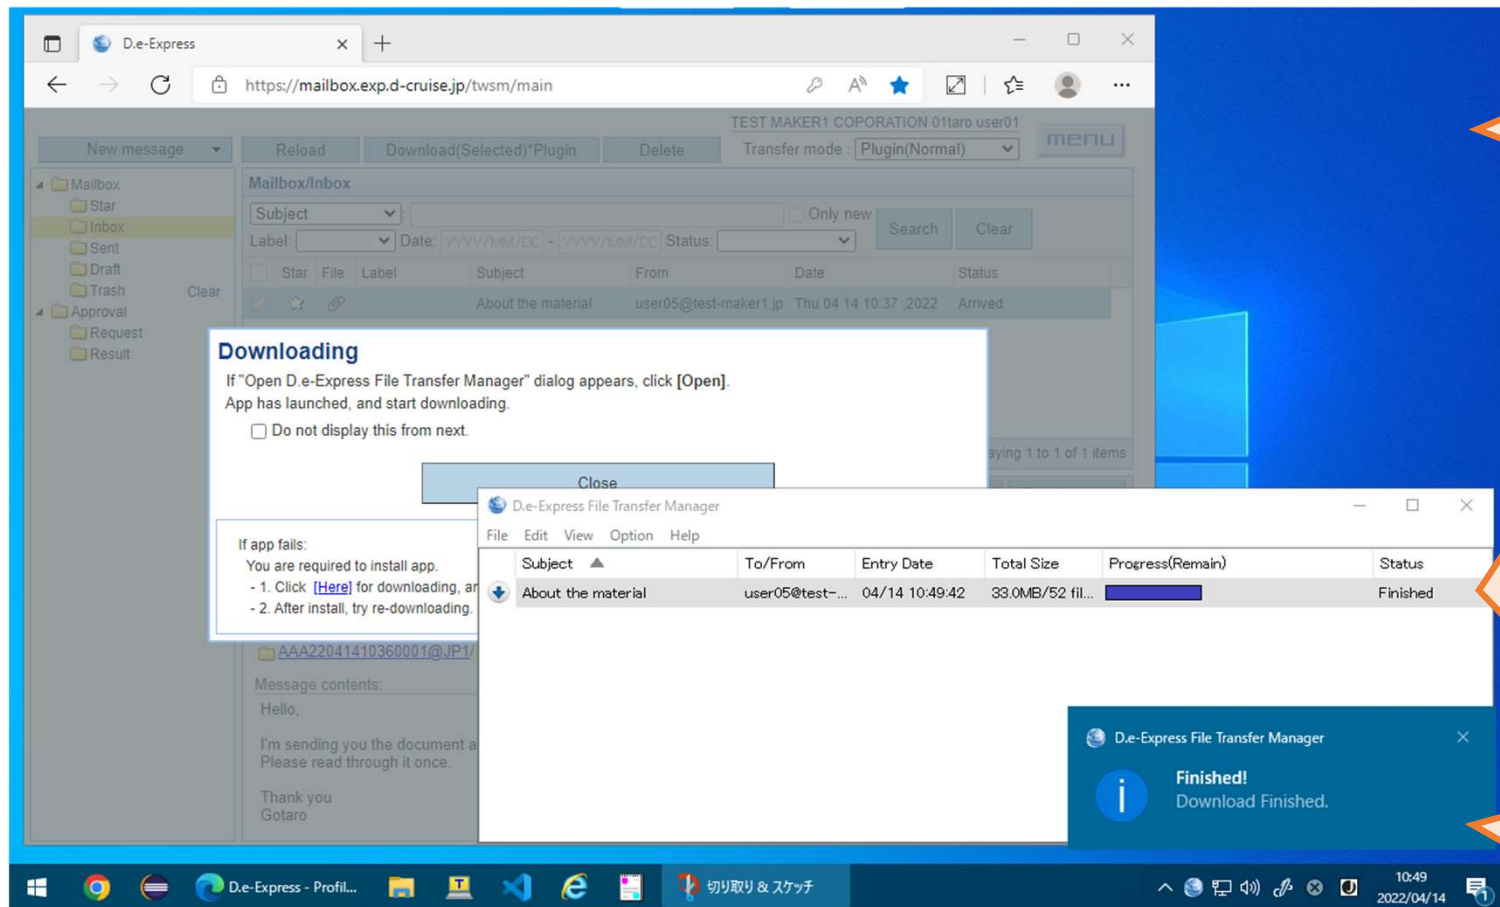 D.e-Express
https://mailbox.exp.d-cruise.jp/twsm/main
TEST MAKER1 COPORATION 01taro user01
New message
Reload
Download(Selected)*Plugin
Delete
Transfer mode : Plugin(Normal)
menu
Mailbox
Star
Inbox
Sent
Draft
Trash
Clear
Approval
Request
Result
Mailbox/Inbox
Subject :
Only new
Search
Clear
Label: Date: YYYY/MM/DD - YYYY/MM/DD Status:
Star File Label Subject From Date Status
About the material user05@test-maker1.jp Thu 04 14 10:37 ,2022 Arrived
Downloading
If "Open D.e-Express File Transfer Manager" dialog appears, click [Open].
App has launched, and start downloading.
Do not display this from next.
aying 1 to 1 of 1 items
Close
If app fails:
You are required to install app.
- 1. Click [Here] for downloading, an
- 2. After install, try re-downloading.
AAA22041410360001@JP1/
Message contents:
Hello,
I'm sending you the document a
Please read through it once.
Thank you
Gotaro
D.e-Express File Transfer Manager
File Edit View Option Help
Subject To/From Entry Date Total Size Progress(Remain) Status
About the material user05@test-... 04/14 10:49:42 33.0MB/52 fil... Finished
D.e-Express File Transfer Manager
Finished!
Download Finished.
D.e-Express - Profil...
切り取り & スケッチ
10:49
2022/04/14
1